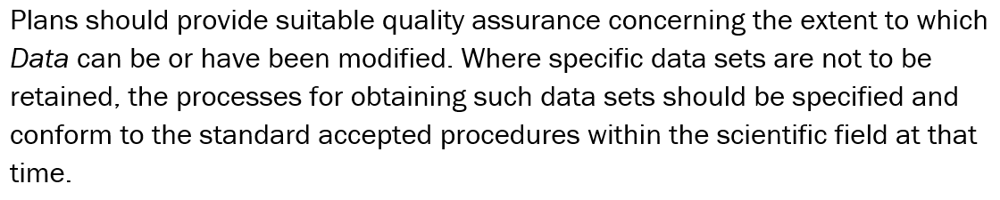 Plans should provide suitable quality assurance concerning the extent to which
Data can be or have been modified. Where specific data sets are not to be
retained, the processes for obtaining such data sets should be specified and
conform to the standard accepted procedures within the scientific field at that
time.